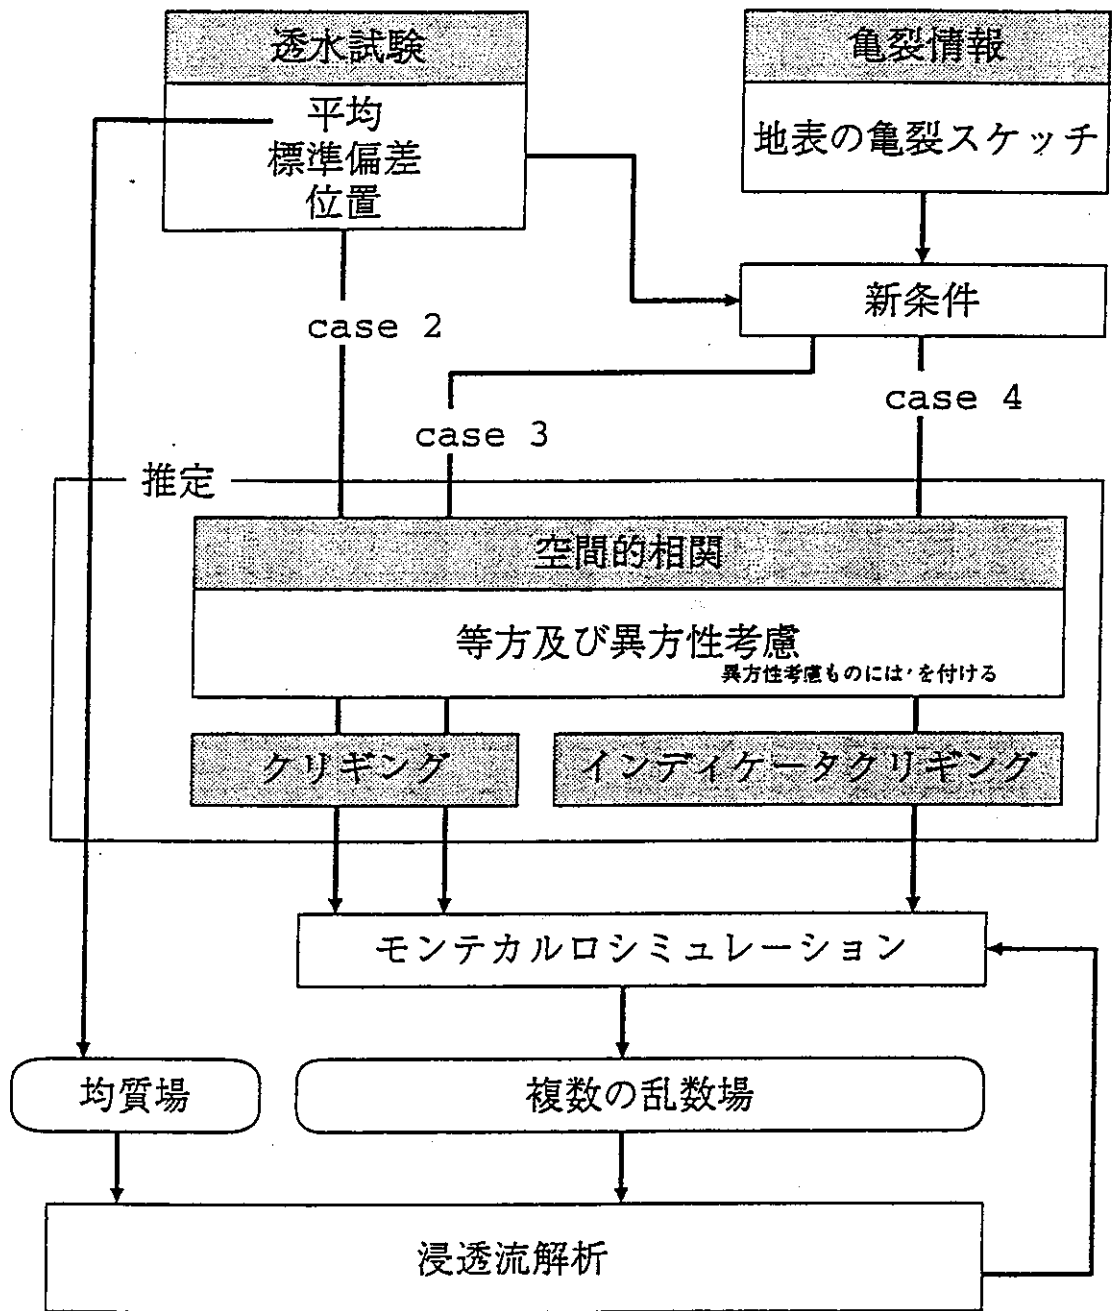 透水試験
平均
標準偏差
位置
亀裂情報
地表の亀裂スケッチ
新条件
case 2
case 3
case 4
推定
空間的相関
等方及び異方性考慮
異方性考慮ものには'を付ける
クリギング
インディケータクリギング
モンテカルロシミュレーション
均質場
複数の乱数場
浸透流解析